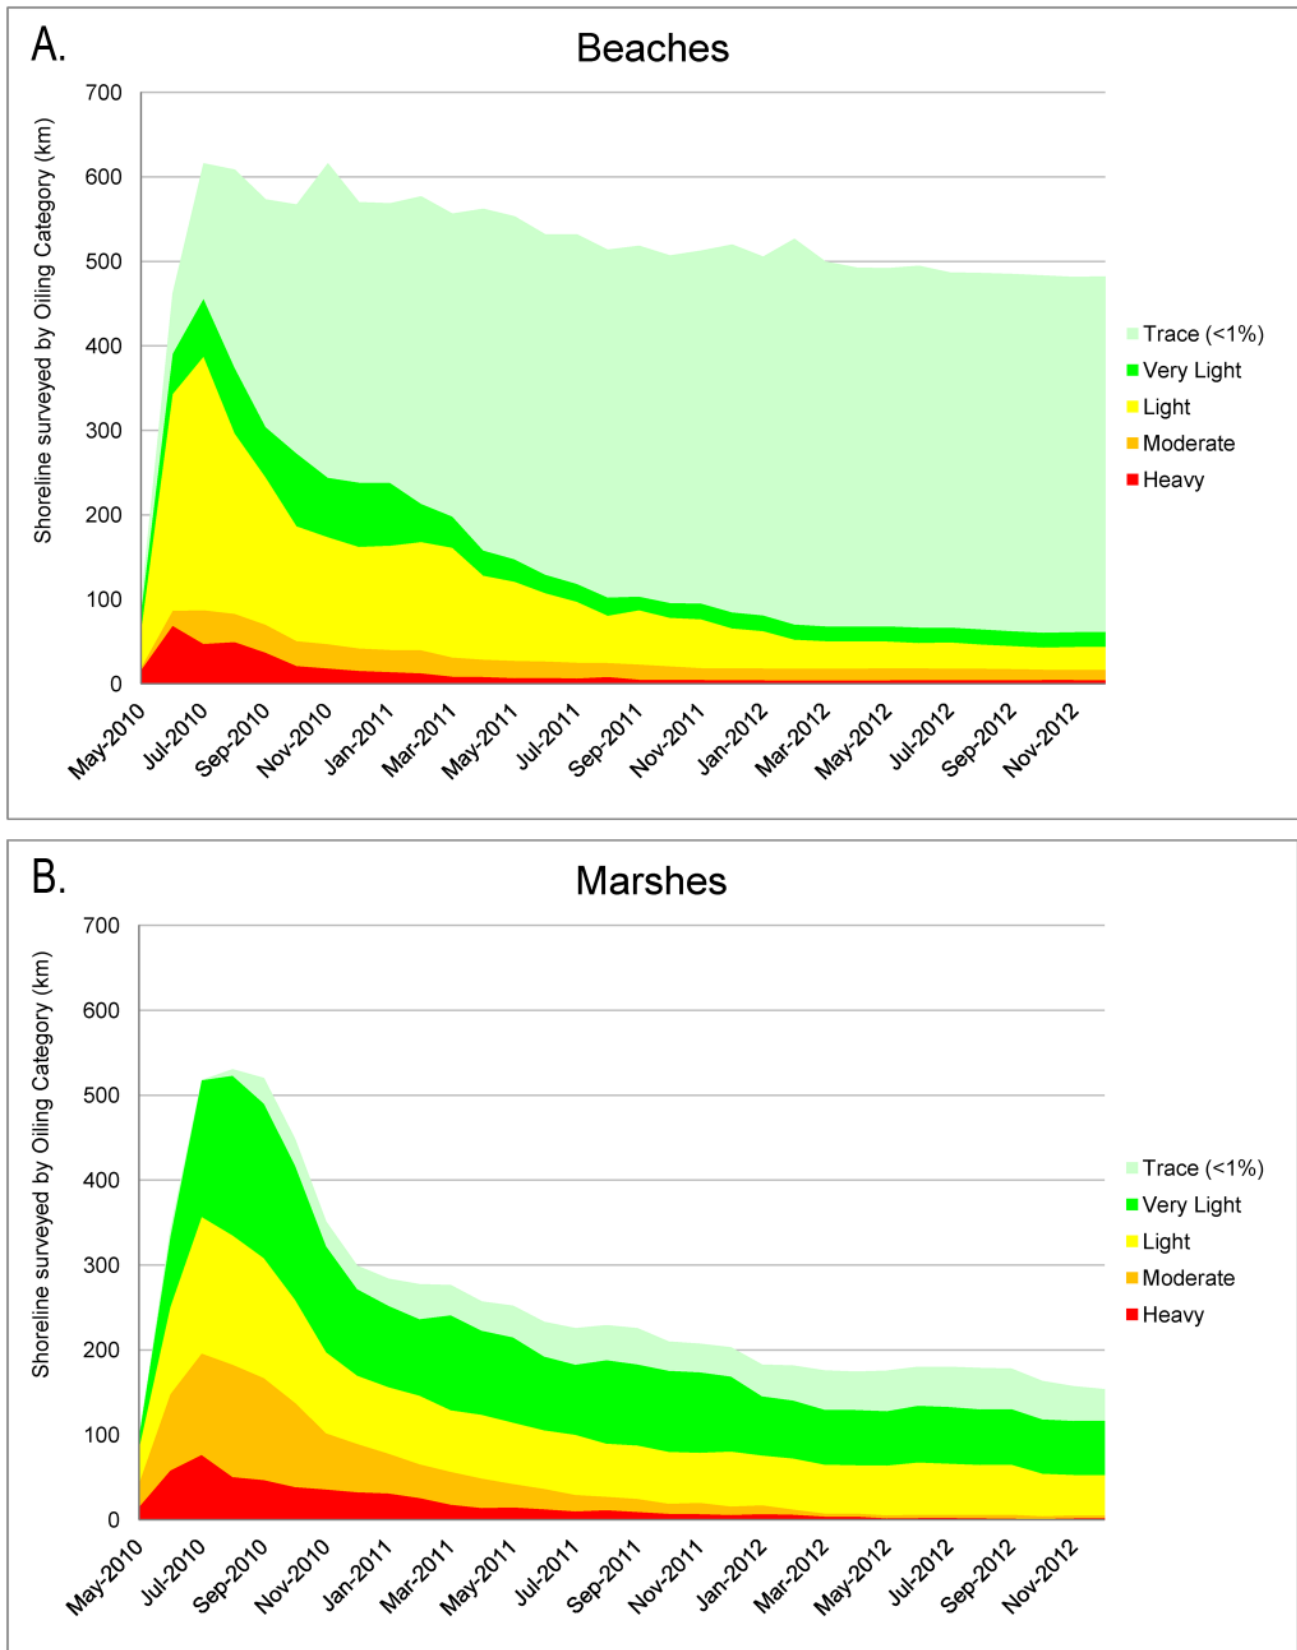 A.
Beaches
Shoreline surveyed by Oiling Category (km)
700
600
500
400
300
200
100
0
May-2010
Jul-2010
Sep-2010
Nov-2010
Jan-2011
Mar-2011
May-2011
Jul-2011
Sep-2011
Nov-2011
Jan-2012
Mar-2012
May-2012
Jul-2012
Sep-2012
Nov-2012
Trace (<1%)
Very Light
Light
Moderate
Heavy
B.
Marshes
Shoreline surveyed by Oiling Category (km)
700
600
500
400
300
200
100
0
May-2010
Jul-2010
Sep-2010
Nov-2010
Jan-2011
Mar-2011
May-2011
Jul-2011
Sep-2011
Nov-2011
Jan-2012
Mar-2012
May-2012
Jul-2012
Sep-2012
Nov-2012
Trace (<1%)
Very Light
Light
Moderate
Heavy